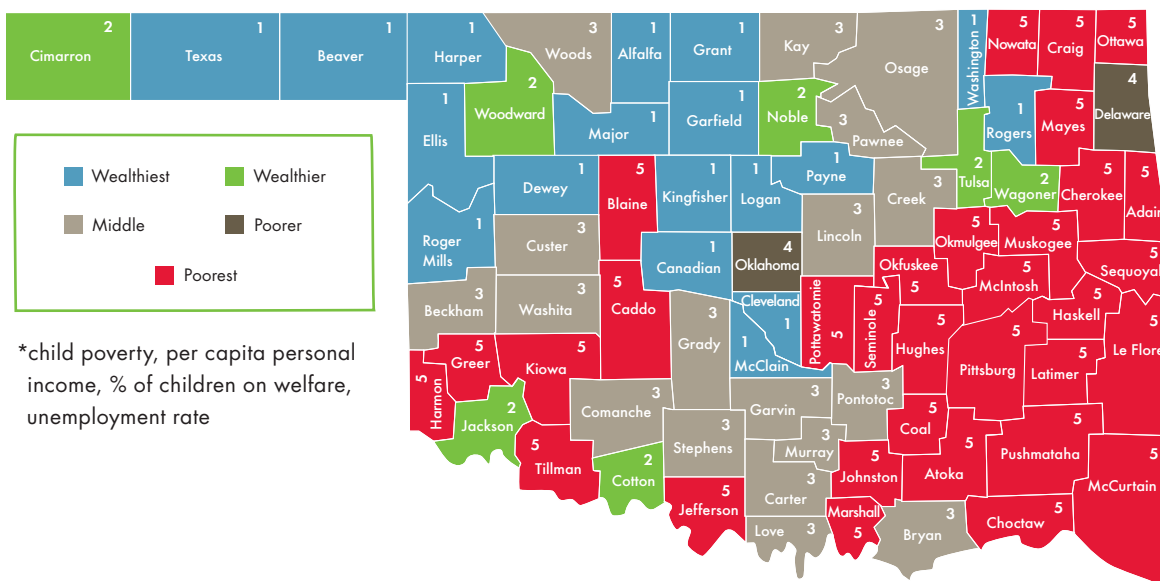 Cimarron 2
Texas 1
Beaver 1
Harper 1
Woods 3
Alfalfa 1
Grant 1
Kay 3
Osage 3
Washington 1
Nowata 5
Craig 5
Ottawa 5
Ellis 1
Woodward 2
Major 1
Garfield 1
Noble 2
Pawnee 3
Rogers 1
Mayes 5
Delaware 4
Wealthiest
Wealthier
Middle
Poorer
Poorest
Dewey 1
Blaine 5
Kingfisher 1
Logan 1
Payne 1
Creek 3
Tulsa 2
Wagoner 2
Cherokee 5
Adair 5
Roger
Mills 1
Custer 3
Canadian 1
Oklahoma 4
Lincoln 3
Okmulgee 5
Muskogee 5
Sequoyah 5
Okfuskee 5
McIntosh 5
Beckham 3
Washita 3
Caddo 5
Grady 3
Cleveland 1
McClain 1
Pottawatomie 5
Seminole 5
Hughes 5
Pittsburg 5
Haskell 5
Latimer 5
Le Flore 5
*child poverty, per capita personal
income, % of children on welfare,
unemployment rate
Harmon 5
Greer 5
Kiowa 5
Jackson 2
Tillman 5
Comanche 3
Cotton 2
Stephens 3
Garvin 3
Murray 3
Pontotoc 3
Coal 5
Atoka 5
Pushmataha 5
McCurtain 5
Jefferson 5
Carter 3
Johnston 5
Love 3
Marshall 5
Bryan 3
Choctaw 5